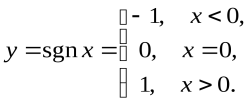 − 1, x < 0,
y = sgn x = 0, x = 0,
1, x > 0.